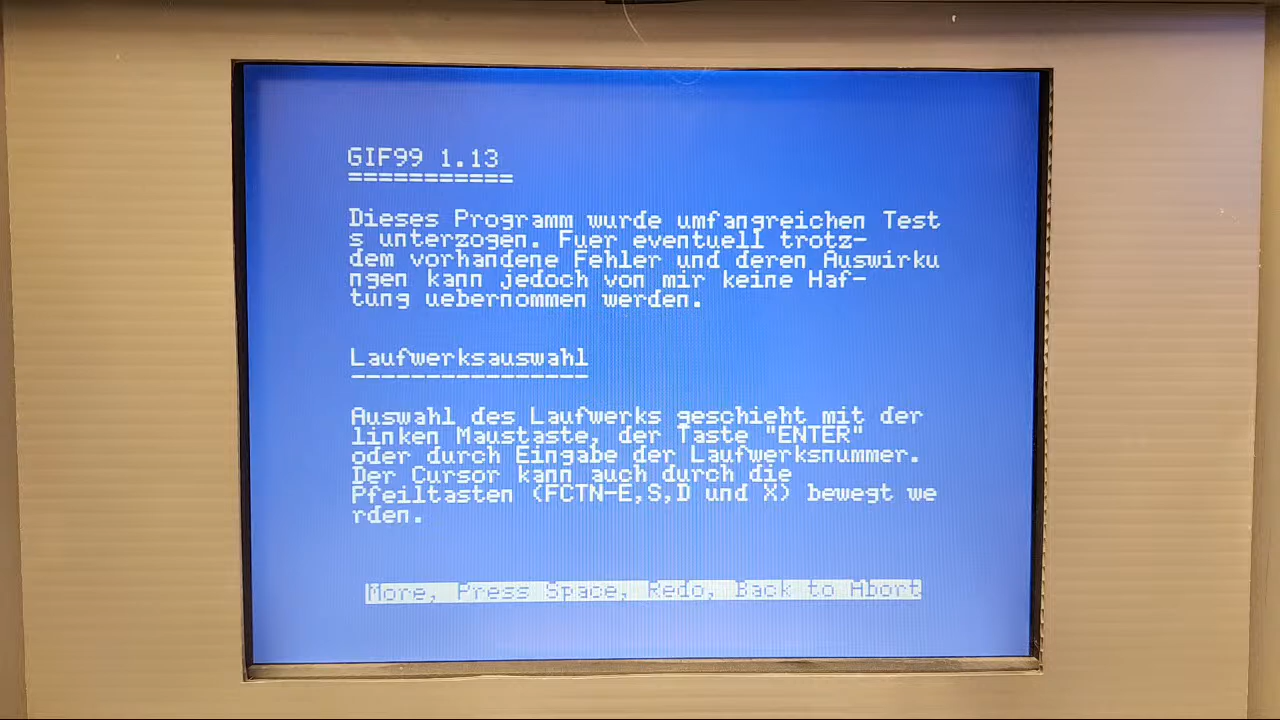 GIF99 1.13
===========
Dieses Programm wurde umfangreichen Test
s unterzogen. Fuer eventuell trotz-
dem vorhandene Fehler und deren Auswirku
ngen kann jedoch von mir keine Haf-
tung uebernommen werden.
Laufwerksauswahl
----------------
Auswahl des Laufwerks geschieht mit der
linken Maustaste, der Taste "ENTER"
oder durch Eingabe der Laufwerksnummer.
Der Cursor kann auch durch die
Pfeiltasten (FCTN-E,S,D und X) bewegt we
rden.
More, Press Space, Redo, Back to Abort